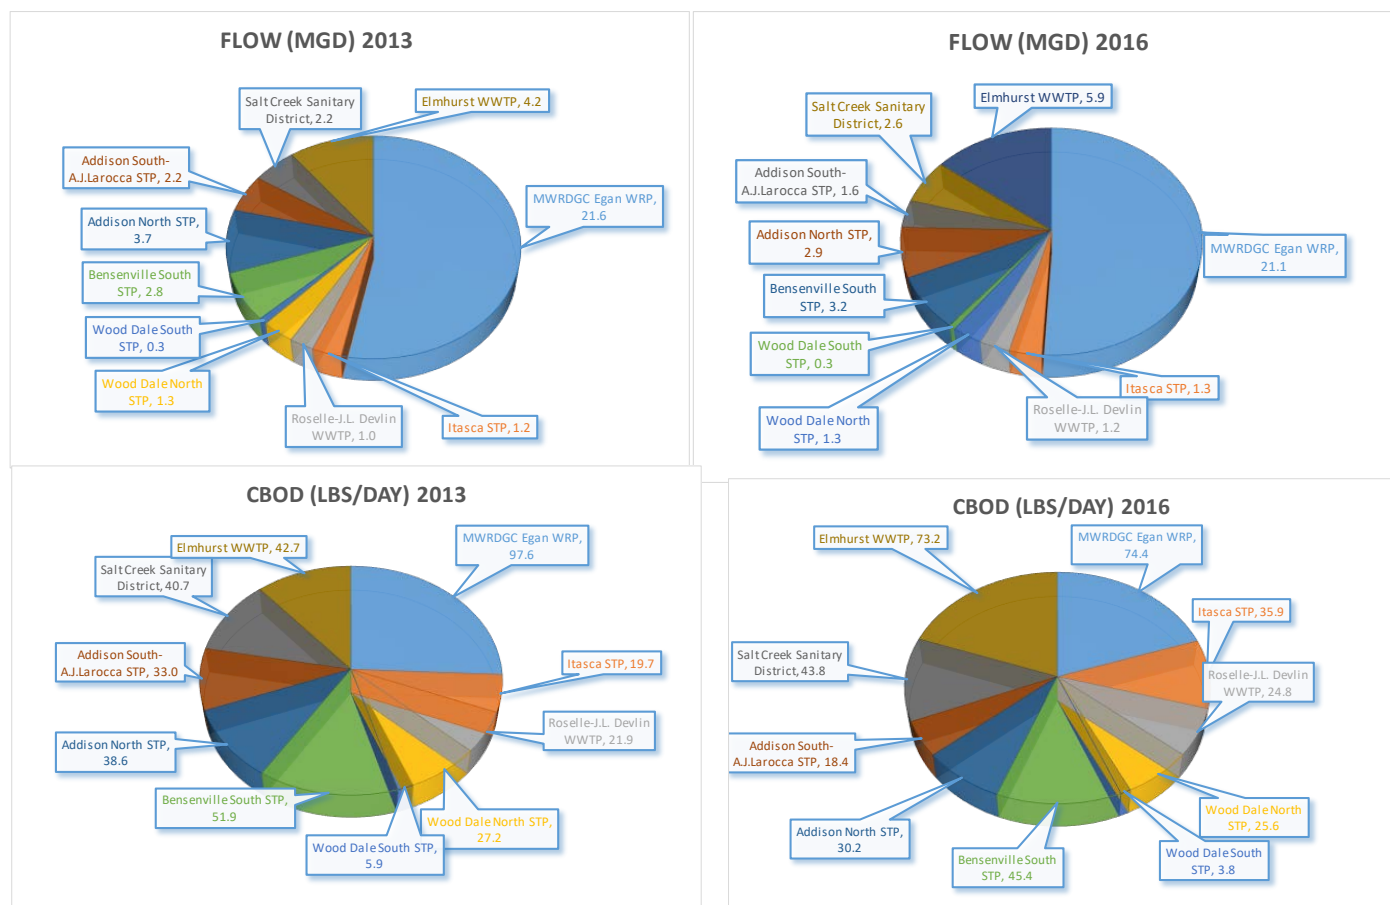 FLOW (MGD) 2013
Salt Creek Sanitary
District, 2.2
Elmhurst WWTP, 4.2
Addison South-
A.J.Larocca STP, 2.2
MWRDGC Egan WRP,
21.6
Addison North STP,
3.7
Bensenville South
STP, 2.8
Wood Dale South
STP, 0.3
Wood Dale North
STP, 1.3
Roselle-J.L. Devlin
WWTP, 1.0
Itasca STP, 1.2
FLOW (MGD) 2016
Elmhurst WWTP, 5.9
Salt Creek Sanitary
District, 2.6
Addison South-
A.J.Larocca STP, 1.6
Addison North STP,
2.9
MWRDGC Egan WRP,
21.1
Bensenville South
STP, 3.2
Wood Dale South
STP, 0.3
Itasca STP, 1.3
Roselle-J.L. Devlin
WWTP, 1.2
Wood Dale North
STP, 1.3
CBOD (LBS/DAY) 2013
Elmhurst WWTP, 42.7
MWRDGC Egan WRP,
97.6
Salt Creek Sanitary
District, 40.7
Addison South-
A.J.Larocca STP, 33.0
Itasca STP, 19.7
Roselle-J.L. Devlin
WWTP, 21.9
Addison North STP,
38.6
Bensenville South STP,
51.9
Wood Dale North STP,
27.2
Wood Dale South STP,
5.9
CBOD (LBS/DAY) 2016
Elmhurst WWTP, 73.2
MWRDGC Egan WRP,
74.4
Itasca STP, 35.9
Salt Creek Sanitary
District, 43.8
Roselle-J.L. Devlin
WWTP, 24.8
Addison South-
A.J.Larocca STP, 18.4
Wood Dale North
STP, 25.6
Addison North STP,
30.2
Wood Dale South
STP, 3.8
Bensenville South
STP, 45.4